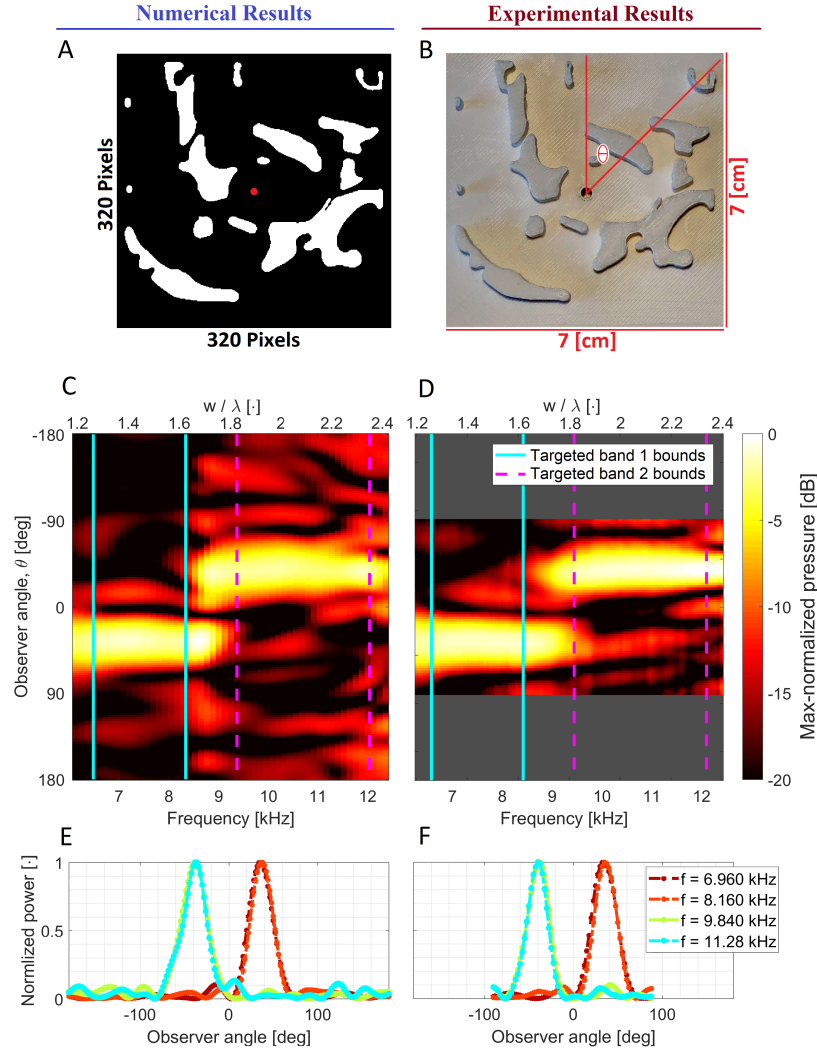 Numerical Results
Experimental Results
A
B
320 Pixels
320 Pixels
Θ
7 [cm]
7 [cm]
C
D
w / λ [·]
w / λ [·]
1.2 1.4 1.6 1.8 2 2.2 2.4
1.2 1.4 1.6 1.8 2 2.2 2.4
Targeted band 1 bounds
Targeted band 2 bounds
Observer angle, θ [deg]
-180
-90
0
90
180
7 8 9 10 11 12
7 8 9 10 11 12
Frequency [kHz]
Frequency [kHz]
0
-5
-10
-15
-20
Max-normalized pressure [dB]
E
F
Normlized power [·]
1
0.5
0
-100 0 100
-100 0 100
Observer angle [deg]
Observer angle [deg]
f = 6.960 kHz
f = 8.160 kHz
f = 9.840 kHz
f = 11.28 kHz